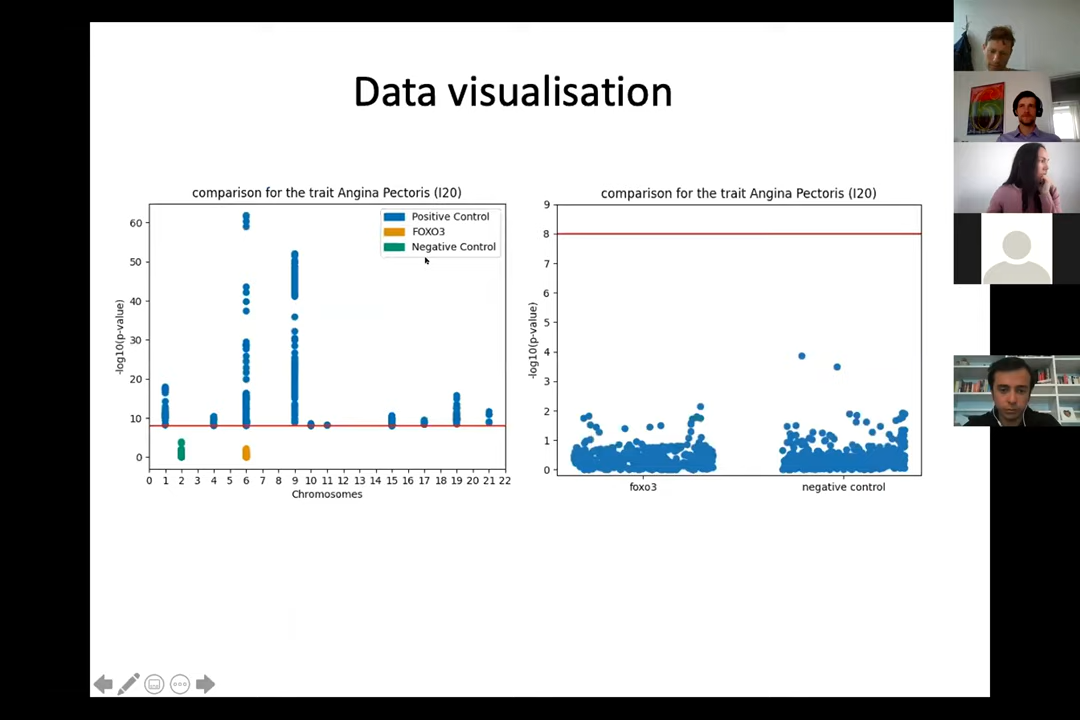 Data visualisation
comparison for the trait Angina Pectoris (I20)
Positive Control
FOXO3
Negative Control
60
50
40
30
20
10
0
-log10(p-value)
0 1 2 3 4 5 6 7 8 9 10 11 12 13 14 15 16 17 18 19 20 21 22
Chromosomes
comparison for the trait Angina Pectoris (I20)
9
8
7
6
5
4
3
2
1
0
-log10(p-value)
foxo3 negative control